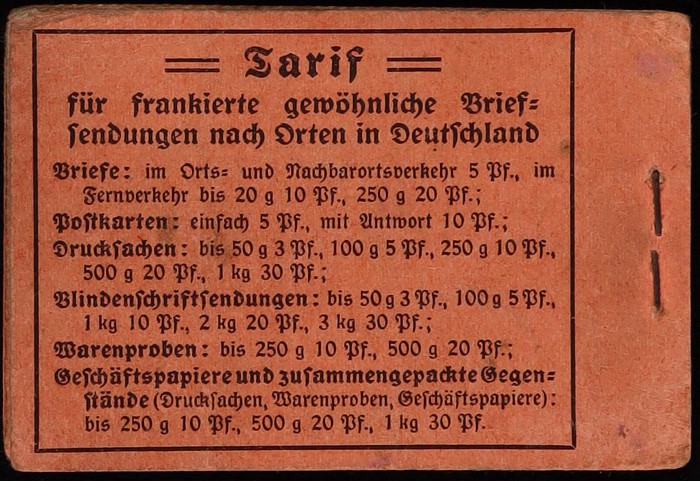 Tarif
für frankierte gewöhnliche Brief=
sendungen nach Orten in Deutschland
Briefe: im Orts= und Nachbarortsverkehr 5 Pf., im
Fernverkehr bis 20 g 10 Pf., 250 g 20 Pf.;
Postkarten: einfach 5 Pf., mit Antwort 10 Pf.;
Drucksachen: bis 50 g 3 Pf., 100 g 5 Pf., 250 g 10 Pf.,
500 g 20 Pf., 1 kg 30 Pf.;
Blindenschriftsendungen: bis 50 g 3 Pf., 100 g 5 Pf.,
1 kg 10 Pf., 2 kg 20 Pf., 3 kg 30 Pf.;
Warenproben: bis 250 g 10 Pf., 500 g 20 Pf.;
Geschäftspapiere und zusammengepackte Gegen=
stände (Drucksachen, Warenproben, Geschäftspapiere):
bis 250 g 10 Pf., 500 g 20 Pf., 1 kg 30 Pf.